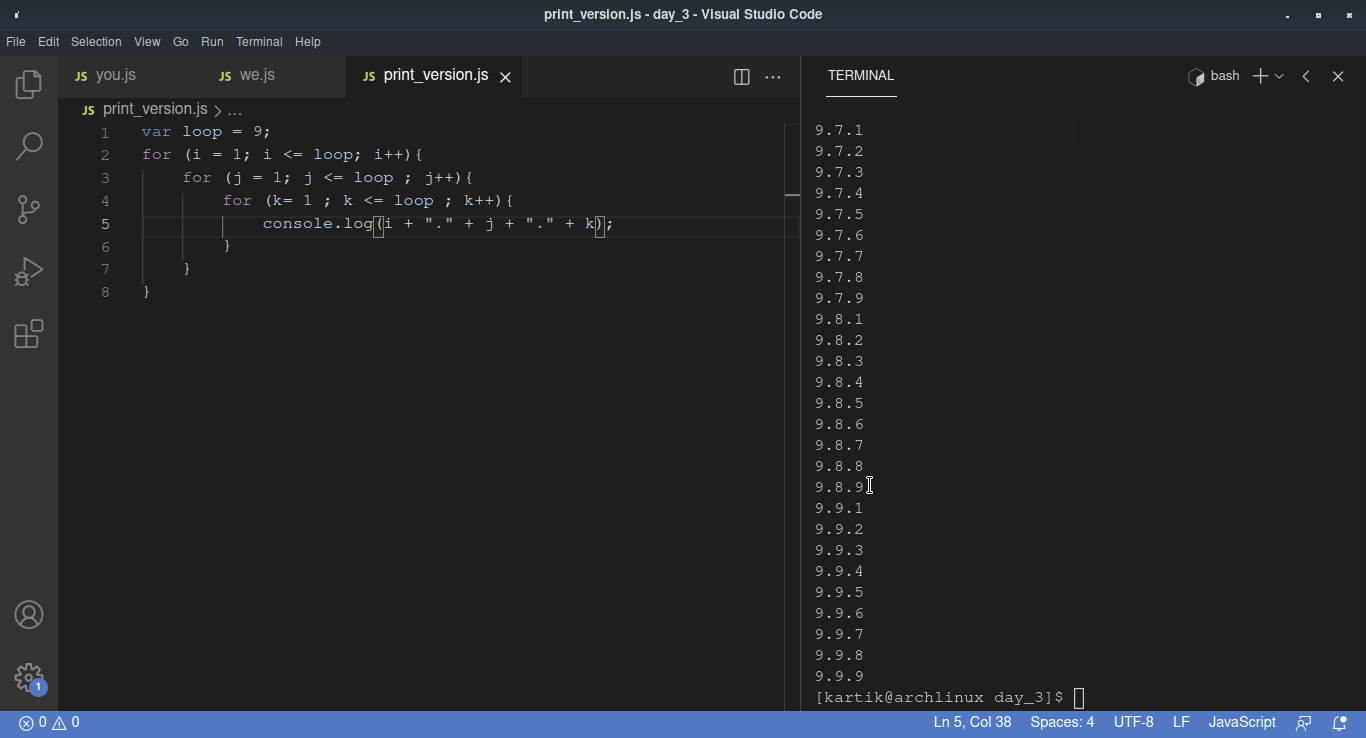 print_version.js - day_3 - Visual Studio Code
File Edit Selection View Go Run Terminal Help
JS you.js JS we.js JS print_version.js
JS print_version.js > ...
1 var loop = 9;
2 for (i = 1; i <= loop; i++){
3     for (j = 1; j <= loop ; j++){
4         for (k= 1 ; k <= loop ; k++){
5             console.log(i + "." + j + "." + k);
6         }
7     }
8 }
TERMINAL bash
9.7.1
9.7.2
9.7.3
9.7.4
9.7.5
9.7.6
9.7.7
9.7.8
9.7.9
9.8.1
9.8.2
9.8.3
9.8.4
9.8.5
9.8.6
9.8.7
9.8.8
9.8.9
9.9.1
9.9.2
9.9.3
9.9.4
9.9.5
9.9.6
9.9.7
9.9.8
9.9.9
[kartik@archlinux day_3]$
1
0 0 Ln 5, Col 38 Spaces: 4 UTF-8 LF JavaScript